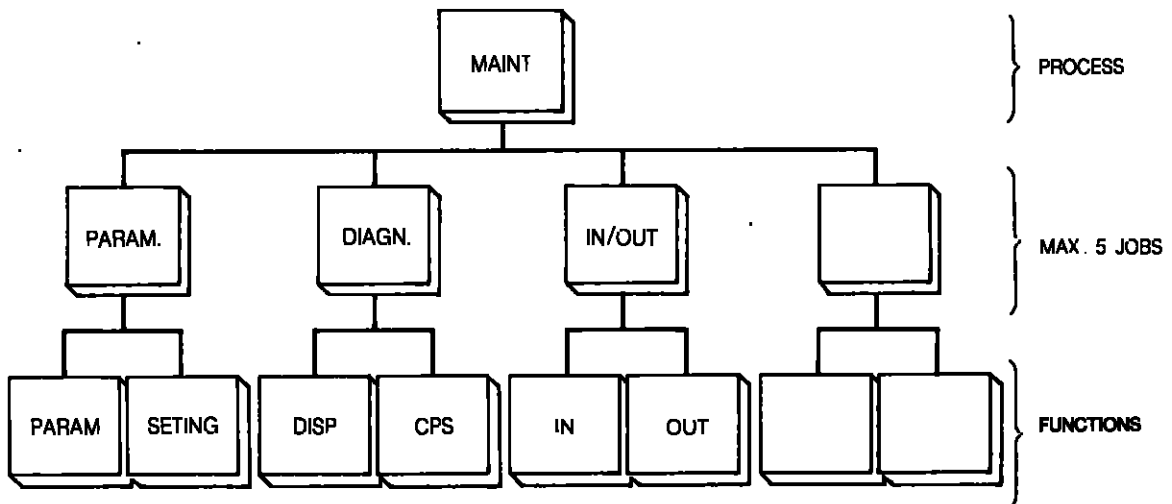 MAINT
PROCESS
PARAM.
DIAGN.
IN/OUT
MAX. 5 JOBS
PARAM
SETING
DISP
CPS
IN
OUT
FUNCTIONS